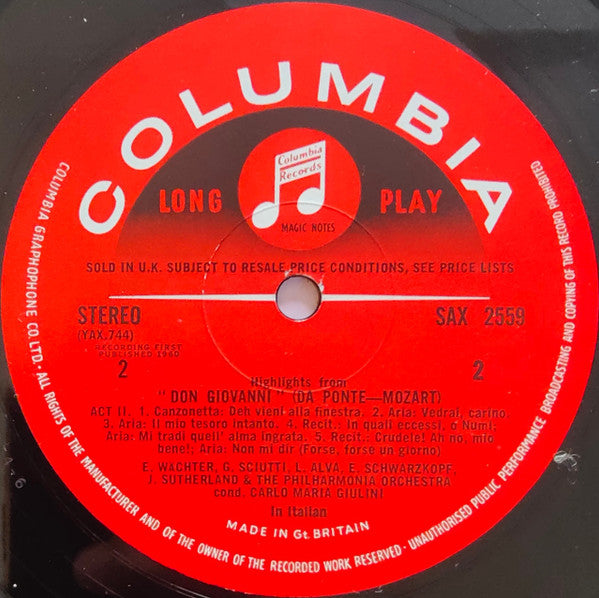 COLUMBIA
Columbia
Records
LONG PLAY
MAGIC NOTES
SOLD IN U.K. SUBJECT TO RESALE PRICE CONDITIONS, SEE PRICE LISTS
STEREO SAX 2559
(YAX.744)
RECORDING FIRST
PUBLISHED 1960
2 2
Highlights from
"DON GIOVANNI" (DA PONTE—MOZART)
ACT II. 1. Canzonetta: Deh vieni alla finestra. 2. Aria: Vedrai, carino.
3. Aria: Il mio tesoro intanto. 4. Recit.: In quali eccessi, o Numi;
Aria: Mi tradi quell' alma ingrata. 5. Recit.: Crudele! Ah no, mio
bene!; Aria: Non mi dir (Forse, forse un giorno)
E. WACHTER, G. SCIUTTI, L. ALVA, E. SCHWARZKOPF,
J. SUTHERLAND & THE PHILHARMONIA ORCHESTRA
cond. CARLO MARIA GIULINI
In Italian
MADE IN Gt. BRITAIN
COLUMBIA GRAPHOPHONE CO. LTD. · ALL RIGHTS OF THE MANUFACTURER AND OF THE OWNER OF THE RECORDED WORK RESERVED · UNAUTHORISED PUBLIC PERFORMANCE BROADCASTING AND COPYING OF THIS RECORD PROHIBITED